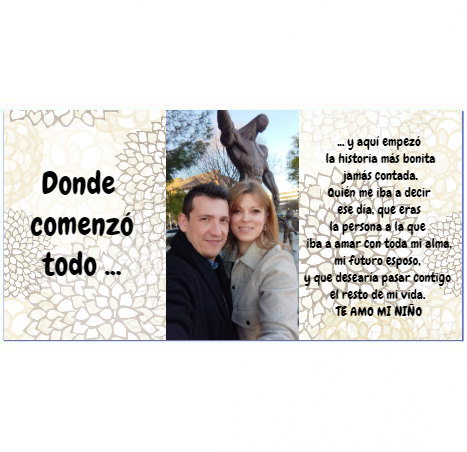 Donde
comenzó
todo ...
... y aquí empezó
la historia más bonita
jamás contada.
Quién me iba a decir
ese día, que eras
la persona a la que
iba a amar con toda mi alma,
mi futuro esposo,
y que desearía pasar contigo
el resto de mi vida.
TE AMO MI NIÑO